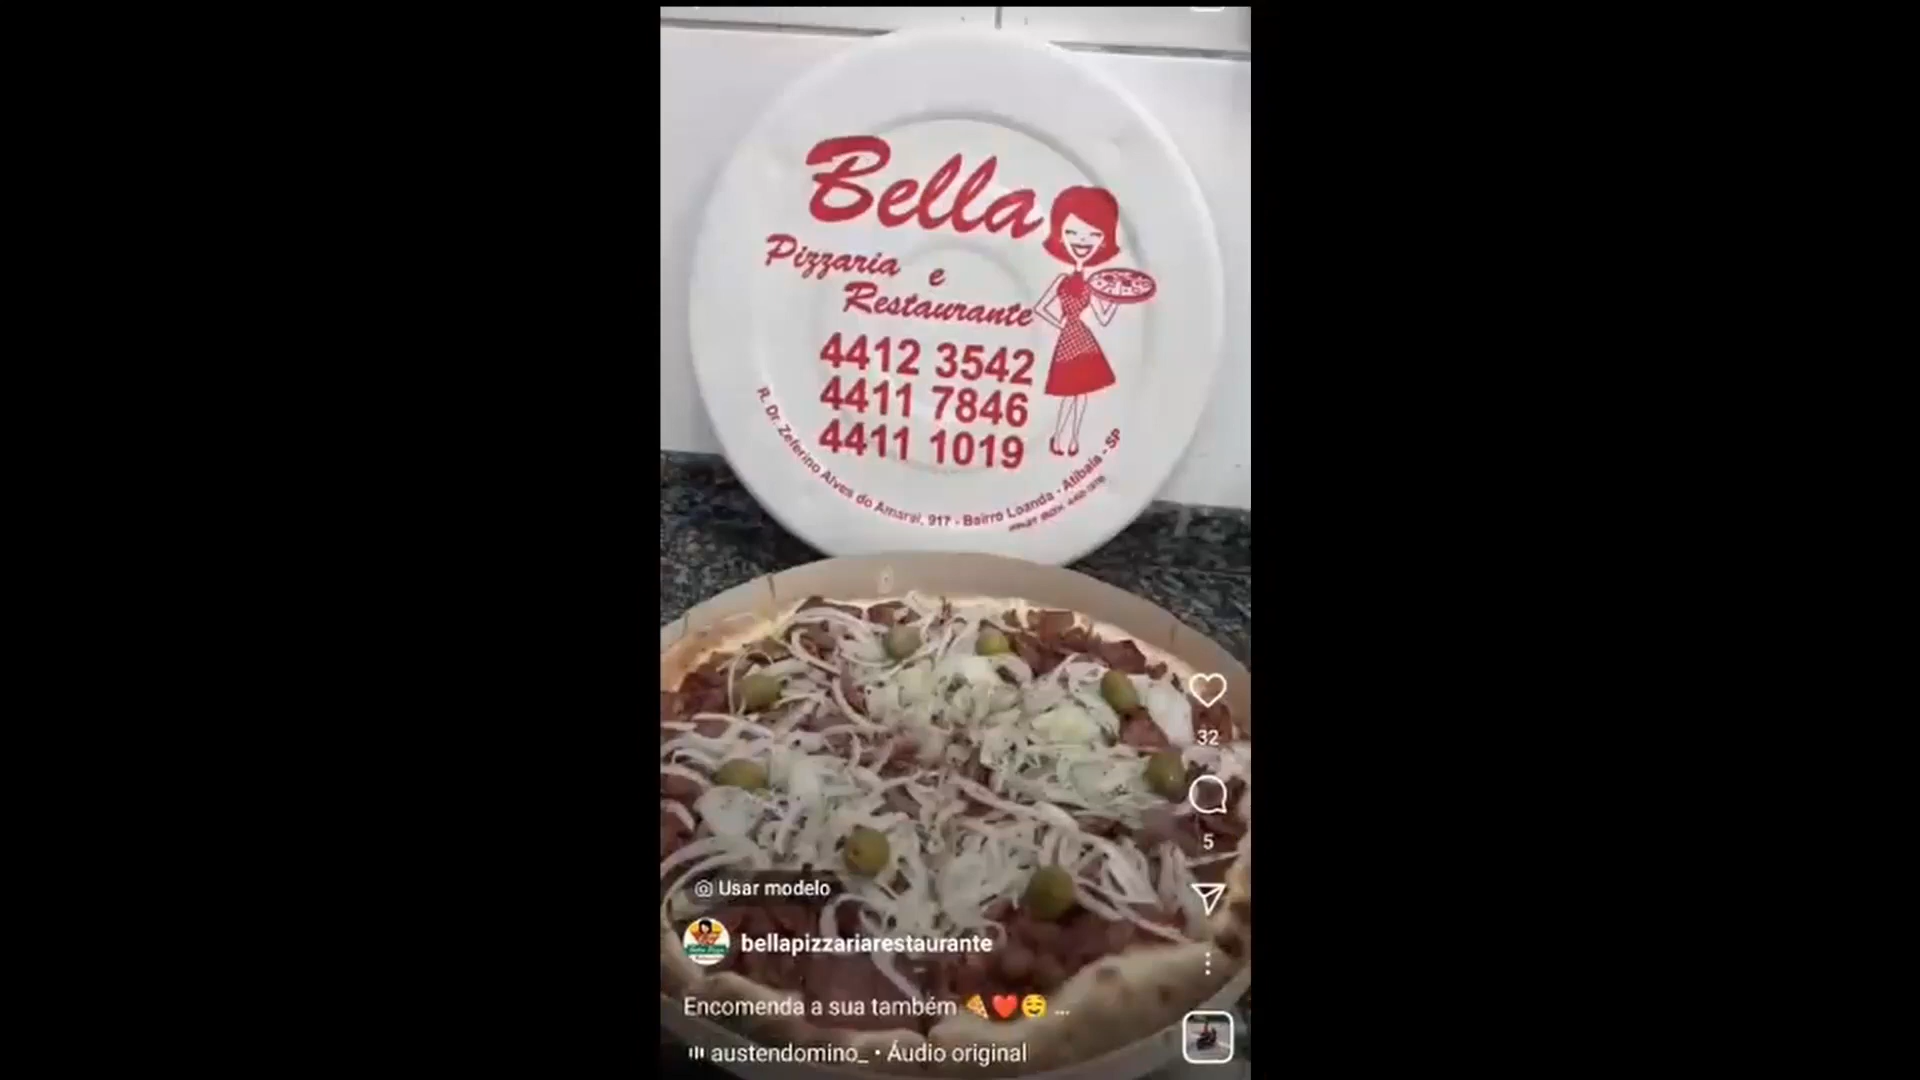 Bella
Pizzaria e
Restaurante
4412 3542
4411 7846
4411 1019
R. Dr. Zeferino Alves do Amaral, 917 - Bairro Loanda - Atibaia - SP
32
5
Usar modelo
bellapizzariarestaurante
Encomenda a sua também 🍕❤️🤤 ...
austendomino_ • Áudio original